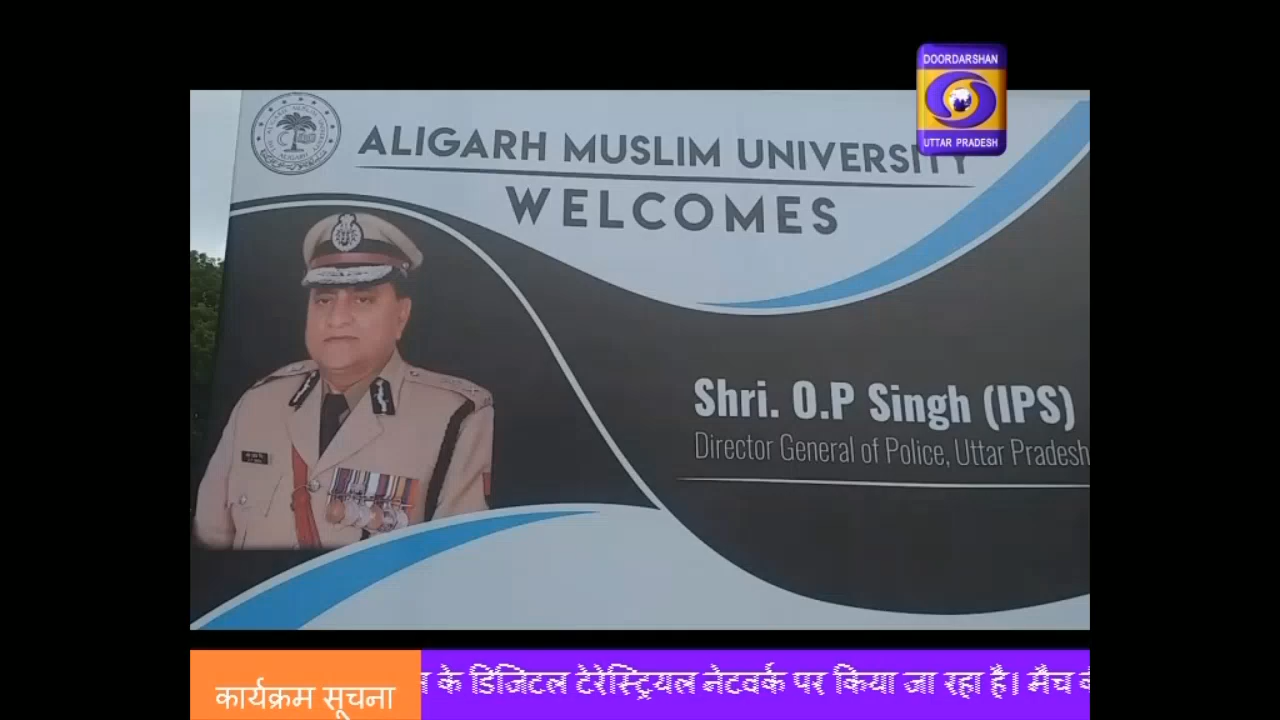 DOORDARSHAN
UTTAR PRADESH
ALIGARH MUSLIM UNIVERSITY
WELCOMES
Shri. O.P Singh (IPS)
Director General of Police, Uttar Pradesh
कार्यक्रम सूचना
के डिजिटल टेरेस्ट्रियल नेटवर्क पर किया जा रहा है। मैच